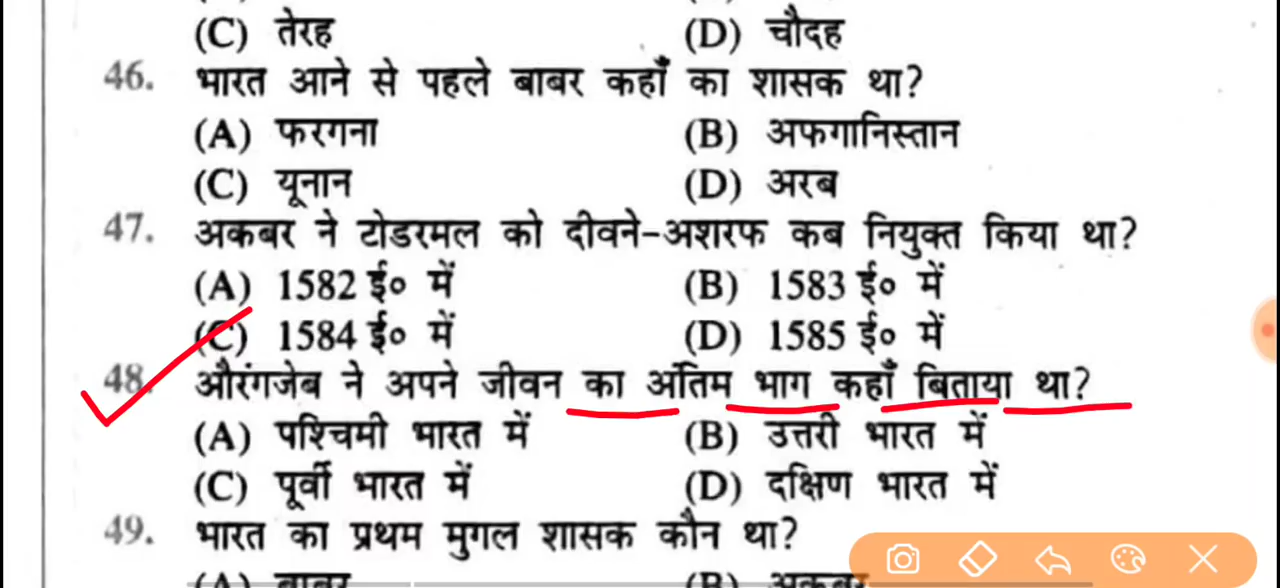 (C) तेरह (D) चौदह
46. भारत आने से पहले बाबर कहाँ का शासक था?
(A) फरगना (B) अफगानिस्तान
(C) यूनान (D) अरब
47. अकबर ने टोडरमल को दीवने-अशरफ कब नियुक्त किया था?
(A) 1582 ई० में (B) 1583 ई० में
(C) 1584 ई० में (D) 1585 ई० में
48. औरंगजेब ने अपने जीवन का अंतिम भाग कहाँ बिताया था?
(A) पश्चिमी भारत में (B) उत्तरी भारत में
(C) पूर्वी भारत में (D) दक्षिण भारत में
49. भारत का प्रथम मुगल शासक कौन था?
(A) बाबर (B) अकबर